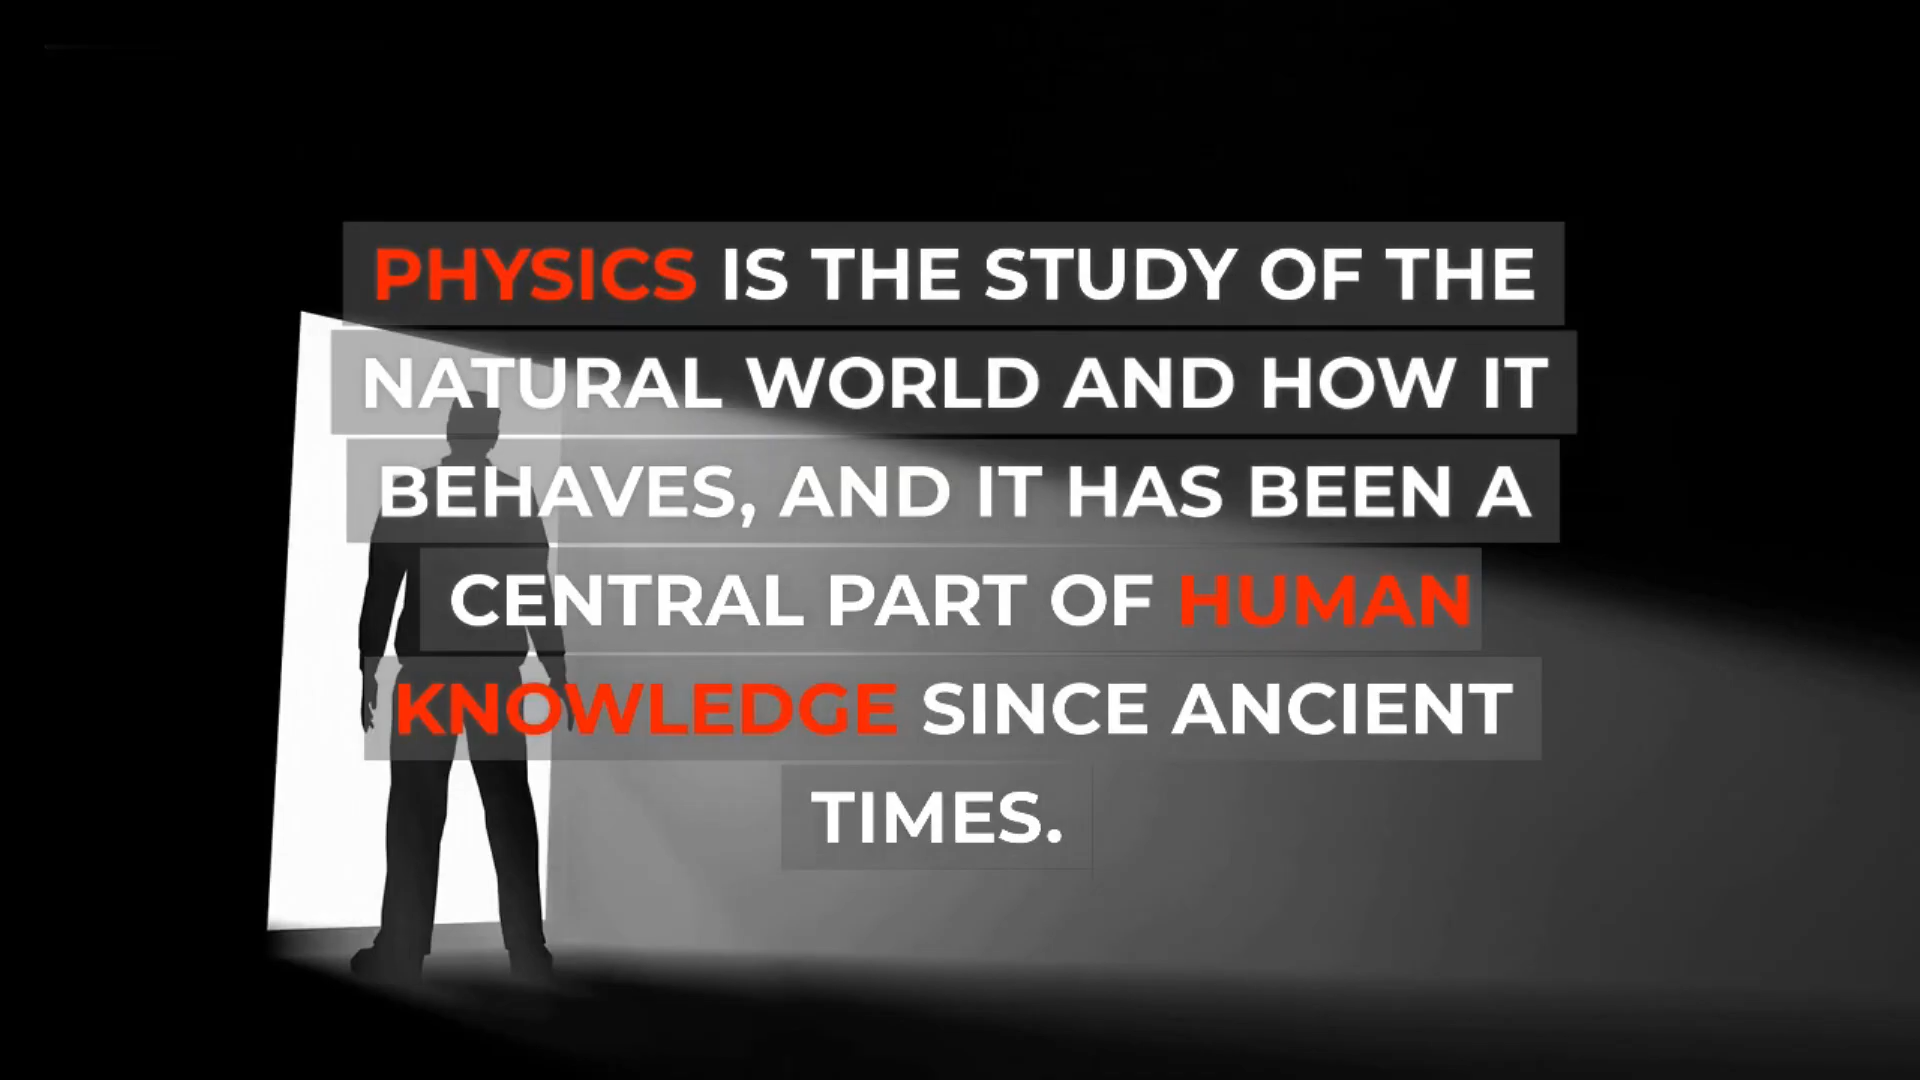 PHYSICS IS THE STUDY OF THE
NATURAL WORLD AND HOW IT
BEHAVES, AND IT HAS BEEN A
CENTRAL PART OF HUMAN
KNOWLEDGE SINCE ANCIENT
TIMES.